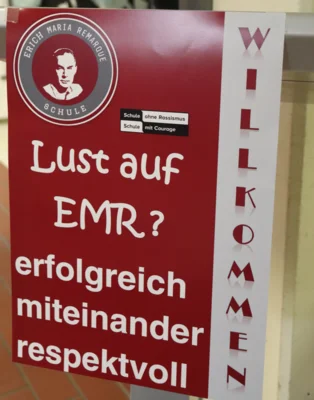 ERICH MARIA REMARQUE
SCHULE
Schule ohne Rassismus
Schule mit Courage
Lust auf
EMR?
erfolgreich
miteinander
respektvoll
WILLKOMMEN